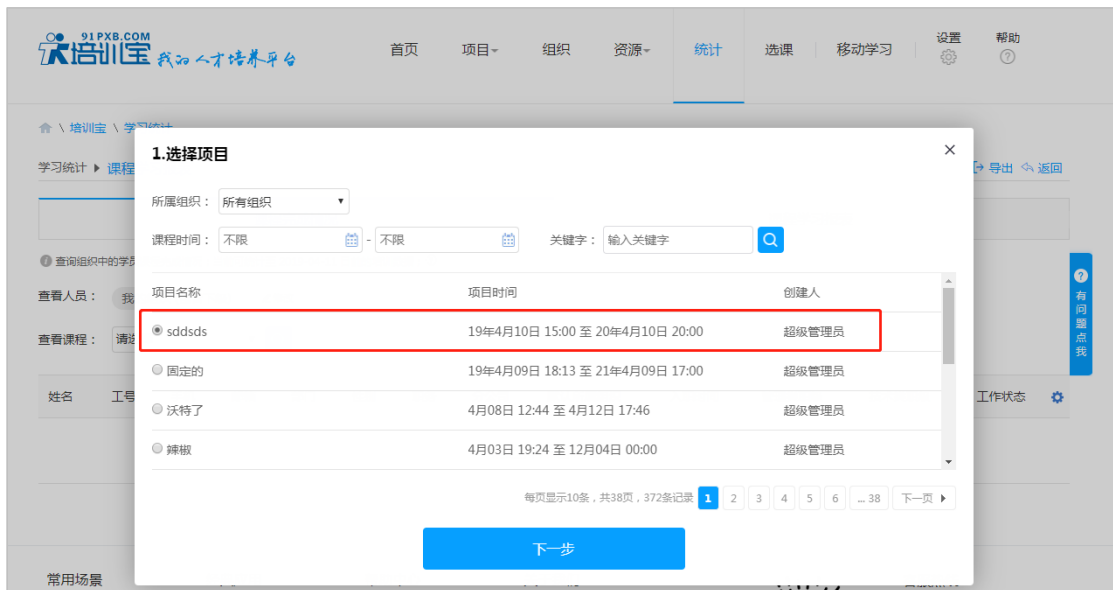 91PXB.COM
培训宝 我的人才培养平台
首页 项目 组织 资源 统计 选课 移动学习 设置 帮助
\ 培训宝 \ 学习统计
1.选择项目 ×
学习统计 课程 导出 返回
所属组织： 所有组织
课程时间： 不限 - 不限 关键字： 输入关键字
查询组织中的学员
查看人员： 我
项目名称 项目时间 创建人
有问题点我
sddsds 19年4月10日 15:00 至 20年4月10日 20:00 超级管理员
查看课程： 请选
固定的 19年4月09日 18:13 至 21年4月09日 17:00 超级管理员
姓名 工号 工作状态
沃特了 4月08日 12:44 至 4月12日 17:46 超级管理员
辣椒 4月03日 19:24 至 12月04日 00:00 超级管理员
每页显示10条，共38页，372条记录 1 2 3 4 5 6 ... 38 下一页
下一步
常用场景